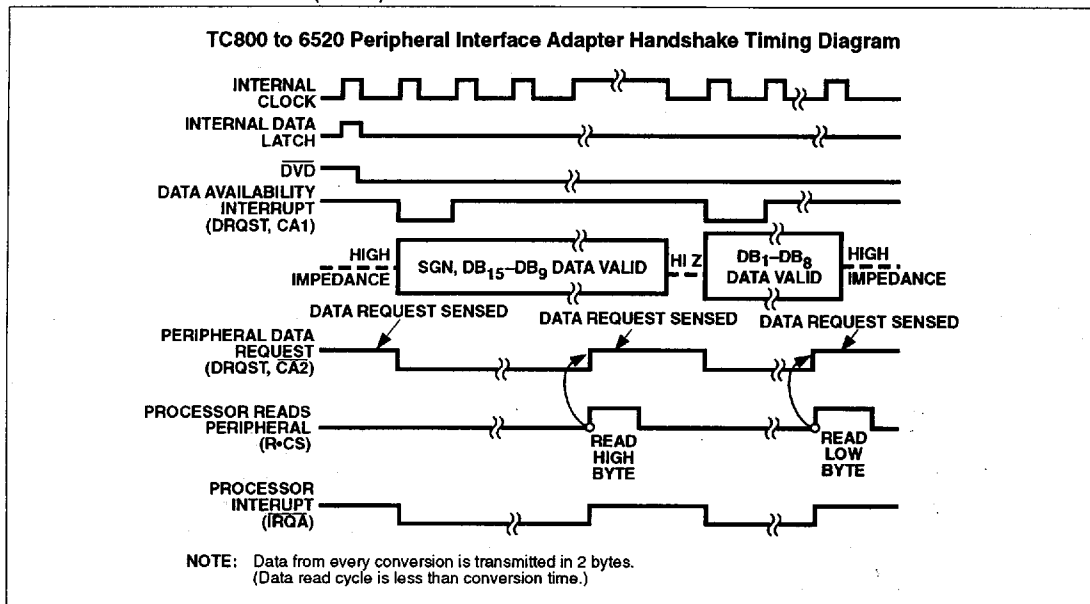 TC800 to 6520 Peripheral Interface Adapter Handshake Timing Diagram
INTERNAL
CLOCK
INTERNAL DATA
LATCH
DVD
DATA AVAILABILITY
INTERRUPT
(DRQST, CA1)
HIGH
IMPEDANCE
SGN, DB15–DB9 DATA VALID
HI Z
DB1–DB8
DATA VALID
HIGH
IMPEDANCE
DATA REQUEST SENSED
DATA REQUEST SENSED
DATA REQUEST SENSED
PERIPHERAL DATA
REQUEST
(DRQST, CA2)
PROCESSOR READS
PERIPHERAL
(R•CS)
READ
HIGH
BYTE
READ
LOW
BYTE
PROCESSOR
INTERUPT
(IRQA)
NOTE: Data from every conversion is transmitted in 2 bytes.
(Data read cycle is less than conversion time.)